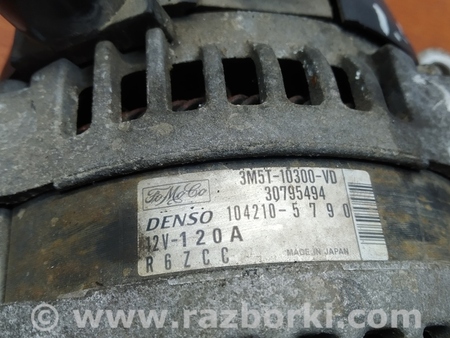 3M5T-10300-VD
FoMoCo
30795494
DENSO 104210-5790
12V-120A
MADE IN JAPAN
R6ZCC
www.razborki.com